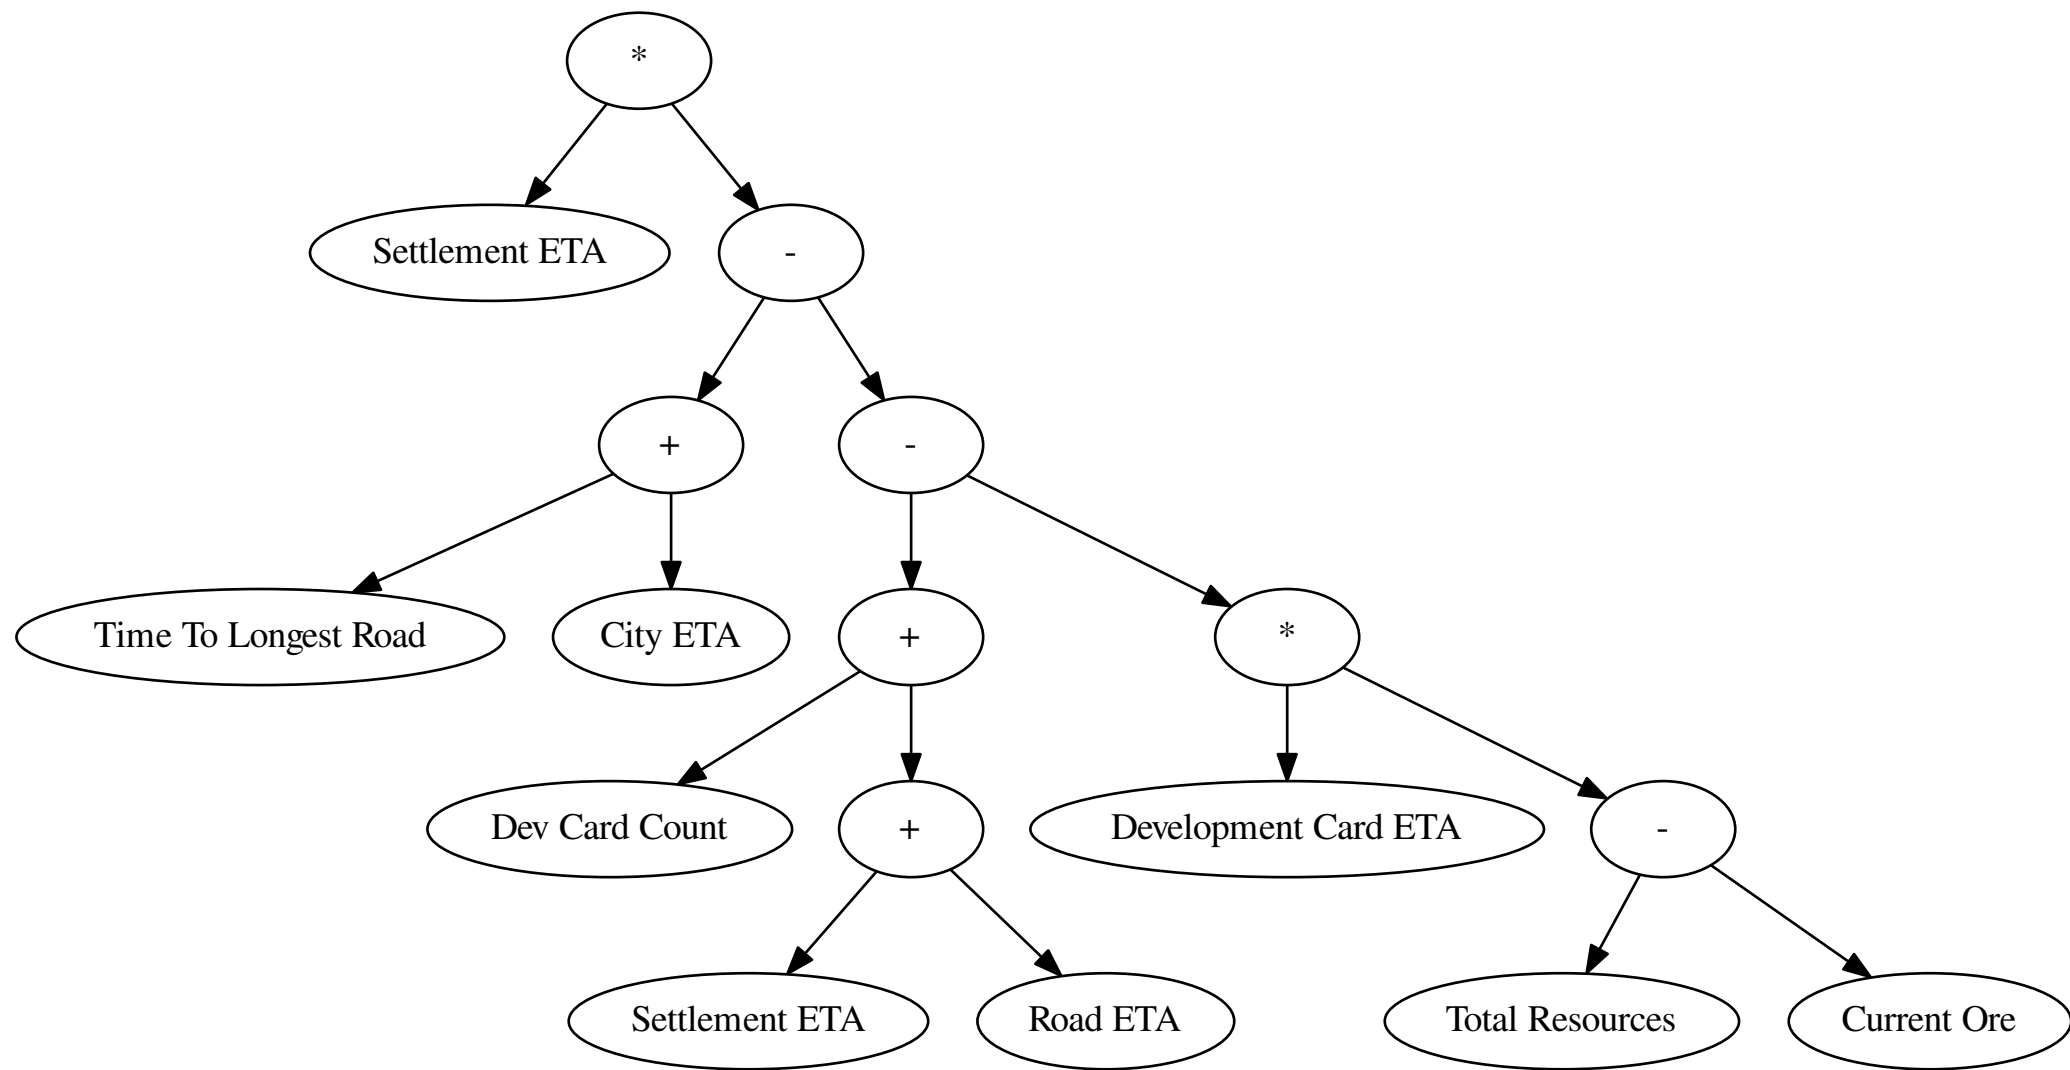 *
Settlement ETA
-
+
-
Time To Longest Road
City ETA
+
*
Dev Card Count
+
Development Card ETA
-
Settlement ETA
Road ETA
Total Resources
Current Ore